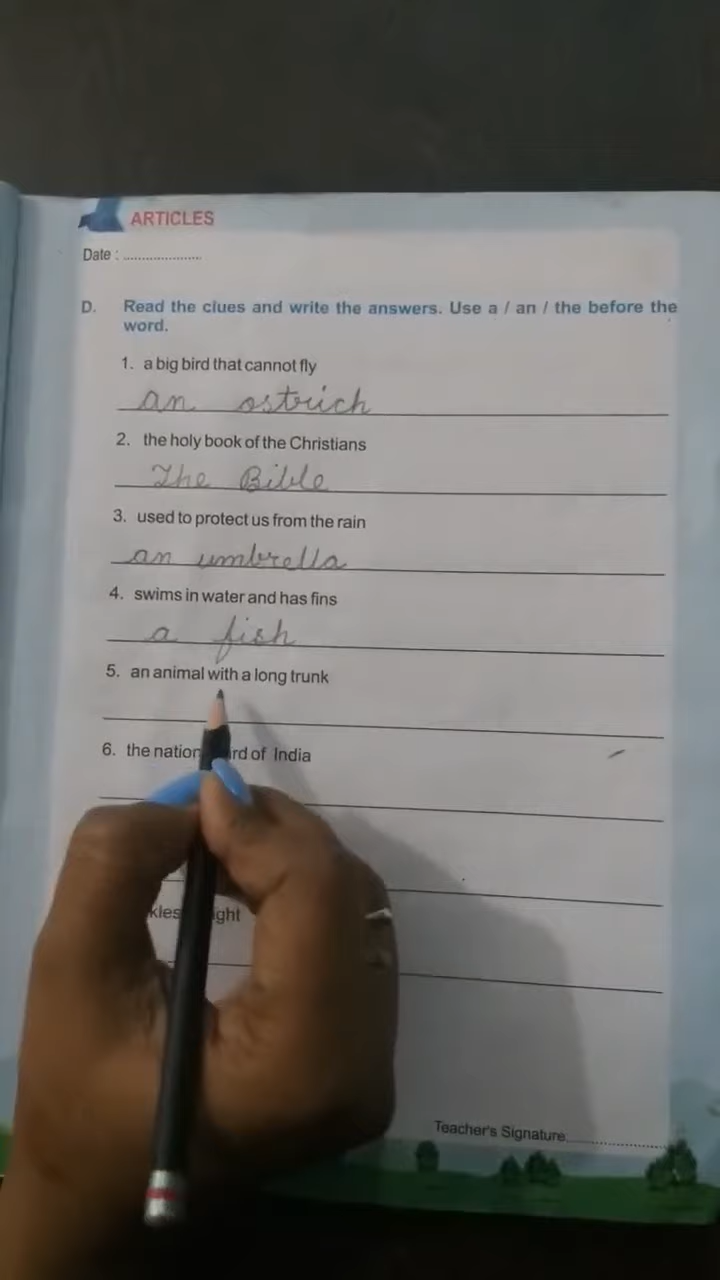 ARTICLES
Date : ....................
D. Read the clues and write the answers. Use a / an / the before the
word.
1. a big bird that cannot fly
an ostrich
2. the holy book of the Christians
The Bible
3. used to protect us from the rain
an umbrella
4. swims in water and has fins
a fish
5. an animal with a long trunk
6. the nation rd of India
kles ight
Teacher's Signature....................